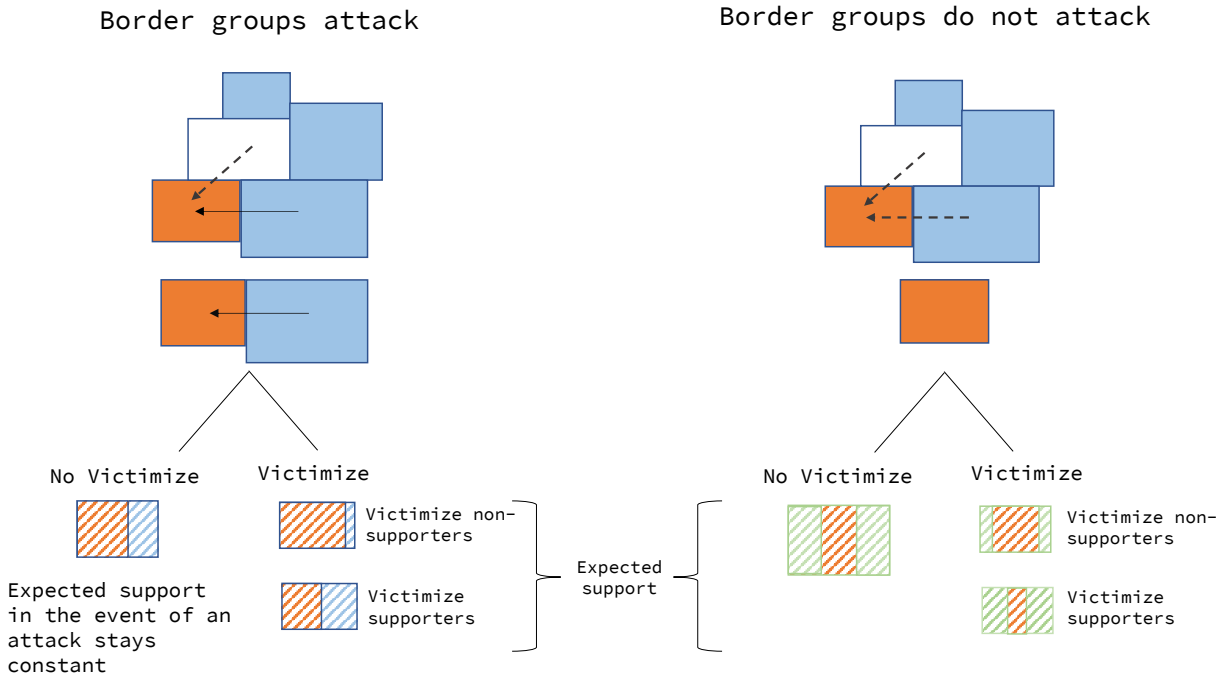 Border groups attack
Border groups do not attack
No Victimize
Victimize
Victimize non-
supporters
Victimize
supporters
Expected support
in the event of an
attack stays
constant
Expected
support
No Victimize
Victimize
Victimize non-
supporters
Victimize
supporters